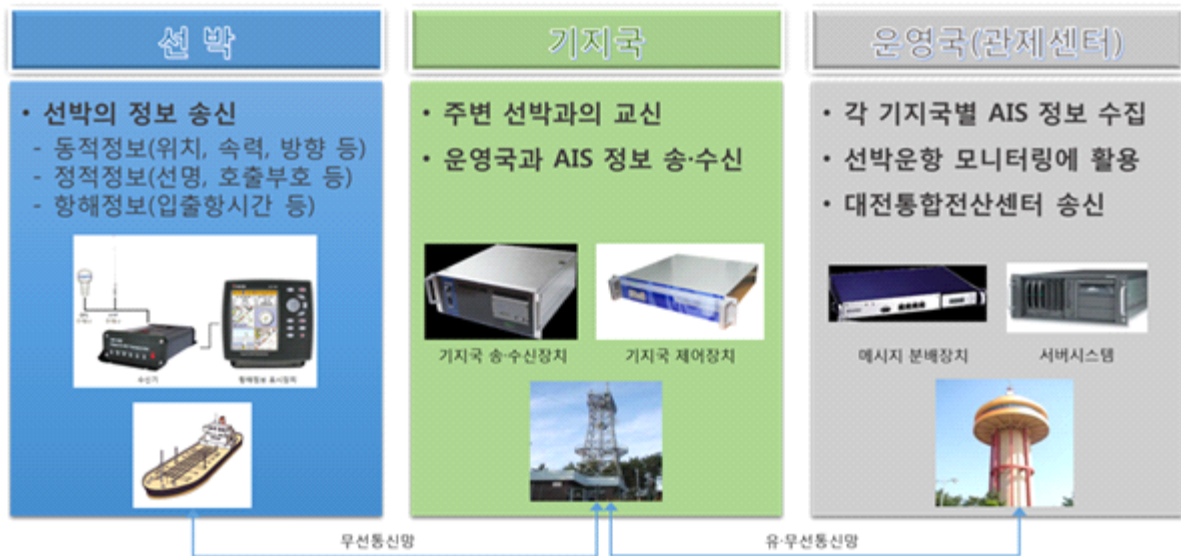 선 박
기지국
운영국(관제센터)
• 선박의 정보 송신
- 동적정보(위치, 속력, 방향 등)
- 정적정보(선명, 호출부호 등)
- 항해정보(입출항시간 등)
수신기
항해정보 표시장치
• 주변 선박과의 교신
• 운영국과 AIS 정보 송·수신
기지국 송·수신장치
기지국 제어장치
• 각 기지국별 AIS 정보 수집
• 선박운항 모니터링에 활용
• 대전통합전산센터 송신
메시지 분배장치
서버시스템
무선통신망
유·무선통신망